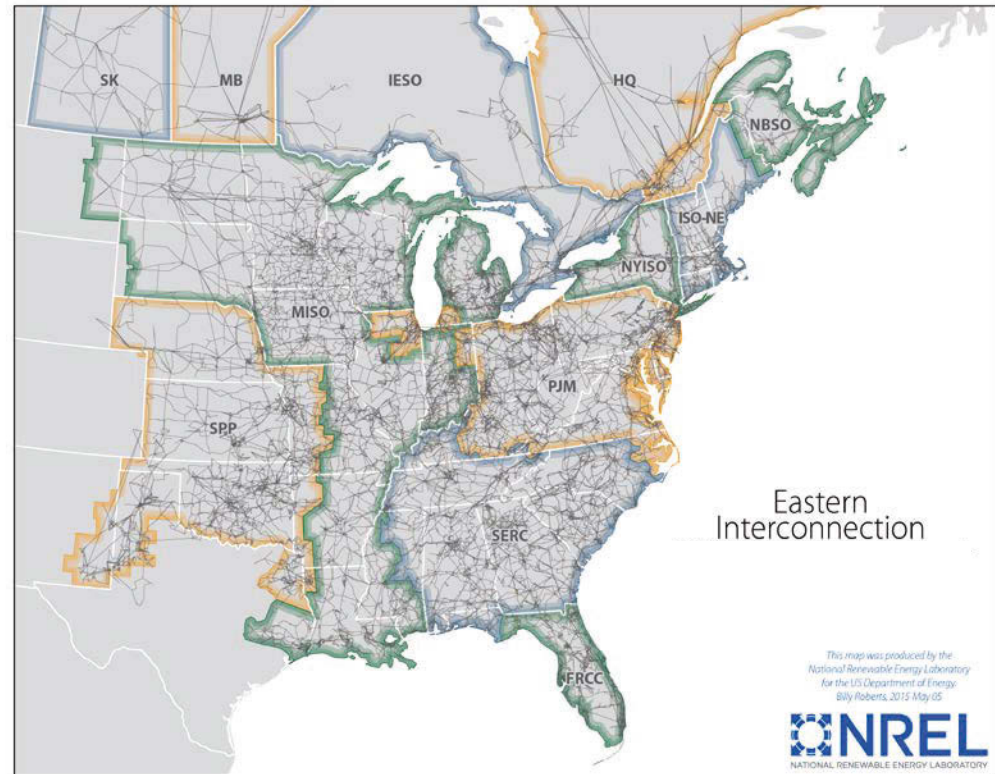 SK
MB
IESO
HQ
NBSO
ISO-NE
NYISO
MISO
PJM
SPP
SERC
FRCC
Eastern
Interconnection
This map was produced by the
National Renewable Energy Laboratory
for the US Department of Energy.
Billy Roberts, 2015 May 05
NREL
NATIONAL RENEWABLE ENERGY LABORATORY